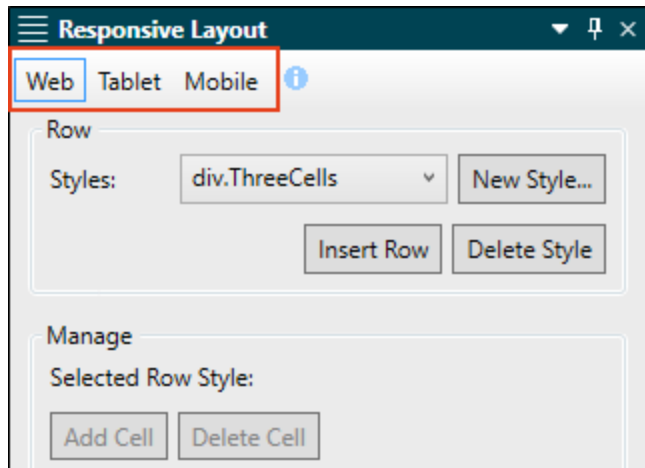 Responsive Layout
Web Tablet Mobile
Row
Styles: div.ThreeCells New Style...
Insert Row Delete Style
Manage
Selected Row Style:
Add Cell Delete Cell